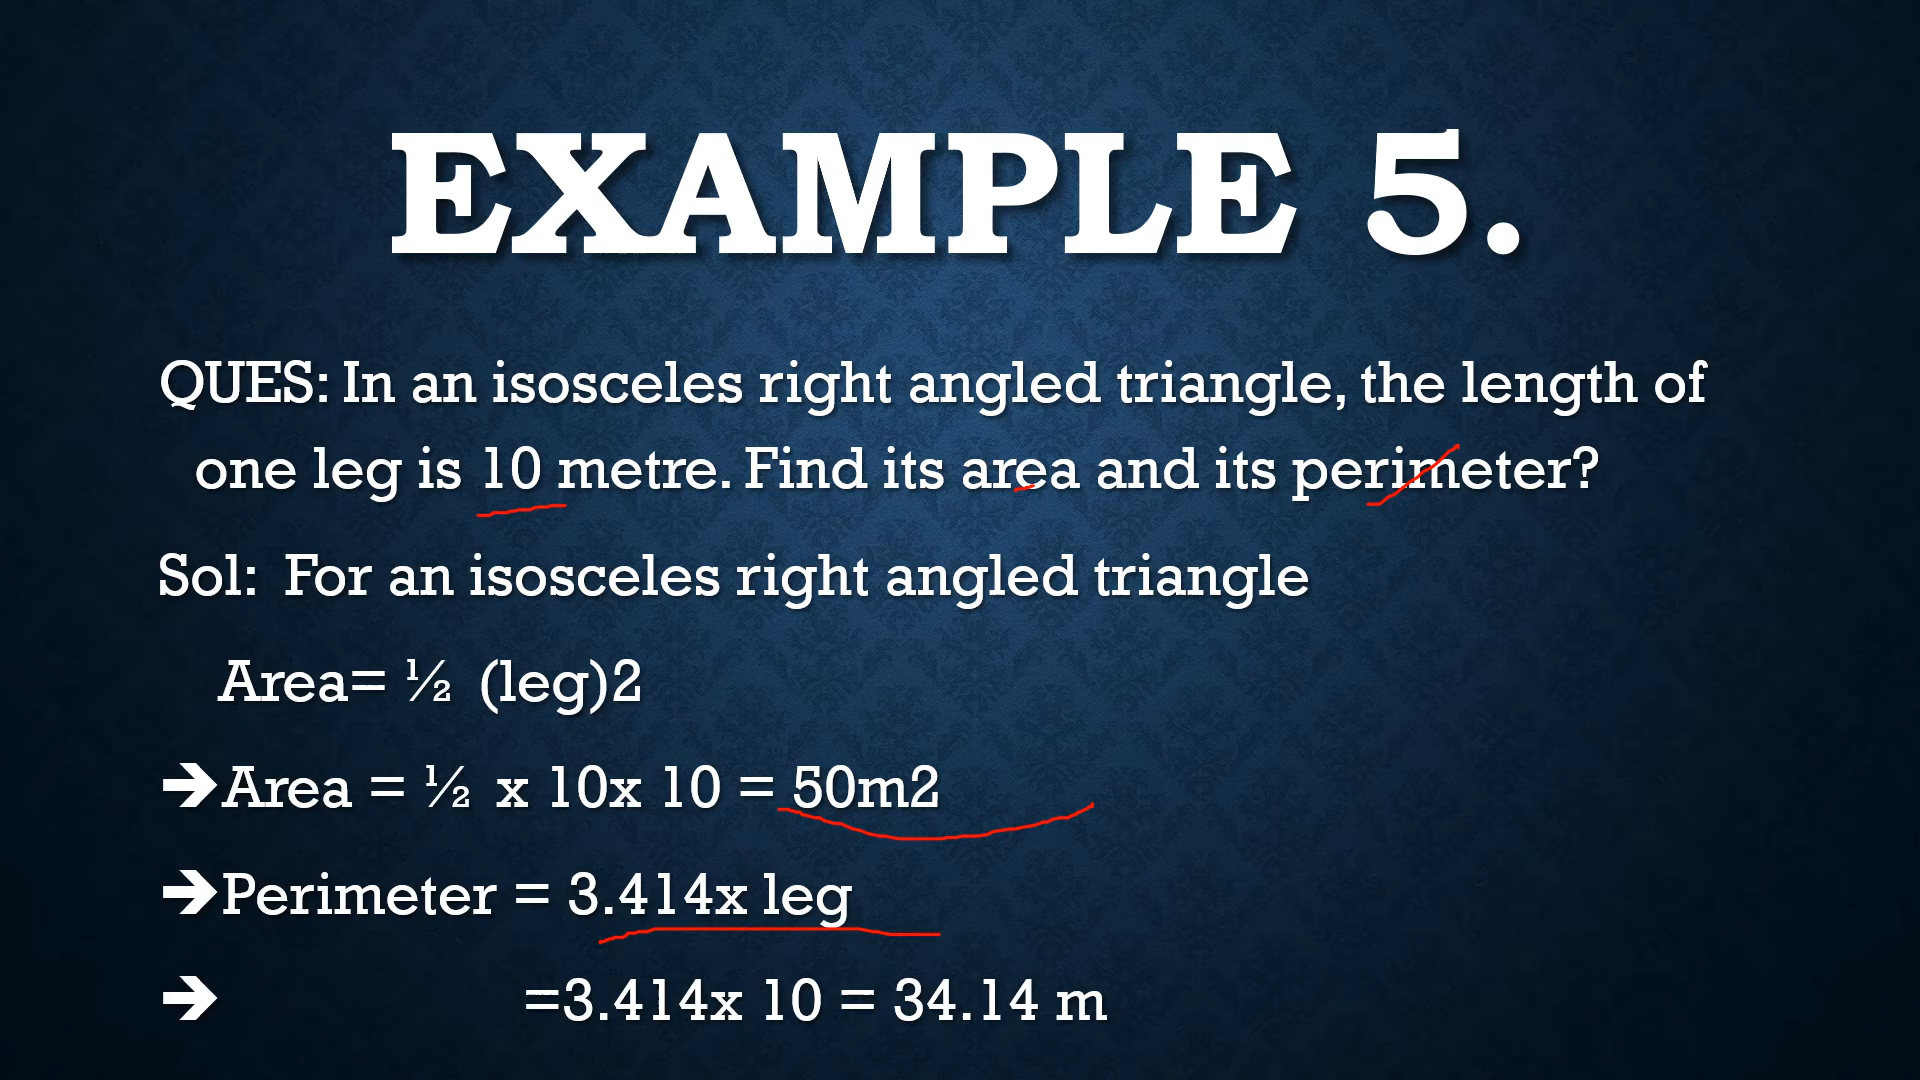 EXAMPLE 5.
QUES: In an isosceles right angled triangle, the length of
one leg is 10 metre. Find its area and its perimeter?
Sol: For an isosceles right angled triangle
Area= ½ (leg)2
➔Area = ½ x 10x 10 = 50m2
➔Perimeter = 3.414x leg
➔ =3.414x 10 = 34.14 m